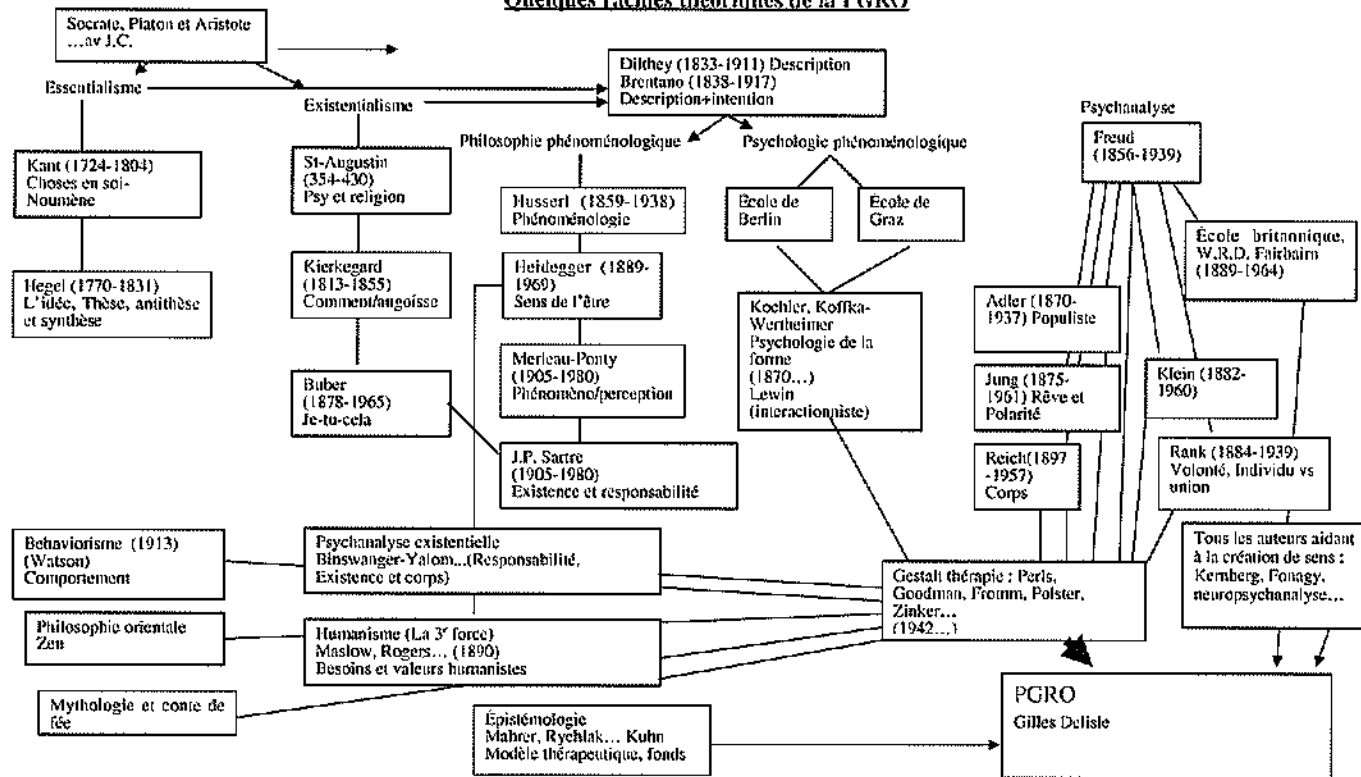 Quelques racines théoriques de la PGRO
Socrate, Platon et Aristote
…av J.C.
Essentialisme
Existentialisme
Dilthey (1833-1911) Description
Brentano (1838-1917)
Description+intention
Philosophie phénoménologique
Psychologie phénoménologique
Psychanalyse
Freud
(1856-1939)
Kant (1724-1804)
Choses en soi-
Noumène
St-Augustin
(354-430)
Psy et religion
Husserl (1859-1938)
Phénoménologie
École de
Berlin
École de
Graz
École britannique,
W.R.D. Fairbairn
(1889-1964)
Hegel (1770-1831)
L'idée, Thèse, antithèse
et synthèse
Kierkegard
(1813-1855)
Comment/angoisse
Heidegger (1889-
1969)
Sens de l'être
Koehler, Koffka-
Wertheimer
Psychologie de la
forme
(1870…)
Lewin
(interactionniste)
Adler (1870-
1937) Populiste
Merleau-Ponty
(1905-1980)
Phénoméno/perception
Jung (1875-
1961) Rêve et
Polarité
Klein (1882-
1960)
Buber
(1878-1965)
Je-tu-cela
J.P. Sartre
(1905-1980)
Existence et responsabilité
Reich(1897
-1957)
Corps
Rank (1884-1939)
Volonté, Individu vs
union
Behaviorisme (1913)
(Watson)
Comportement
Psychanalyse existentielle
Binswanger-Yalom…(Responsabilité,
Existence et corps)
Gestalt thérapie : Perls,
Goodman, Fromm, Polster,
Zinker…
(1942…)
Tous les auteurs aidant
à la création de sens :
Kernberg, Fonagy,
neuropsychanalyse…
Philosophie orientale
Zen
Humanisme (La 3e force)
Maslow, Rogers… (1890)
Besoins et valeurs humanistes
Mythologie et conte de
fée
Épistémologie
Mahrer, Rychlak… Kuhn
Modèle thérapeutique, fonds
PGRO
Gilles Delisle